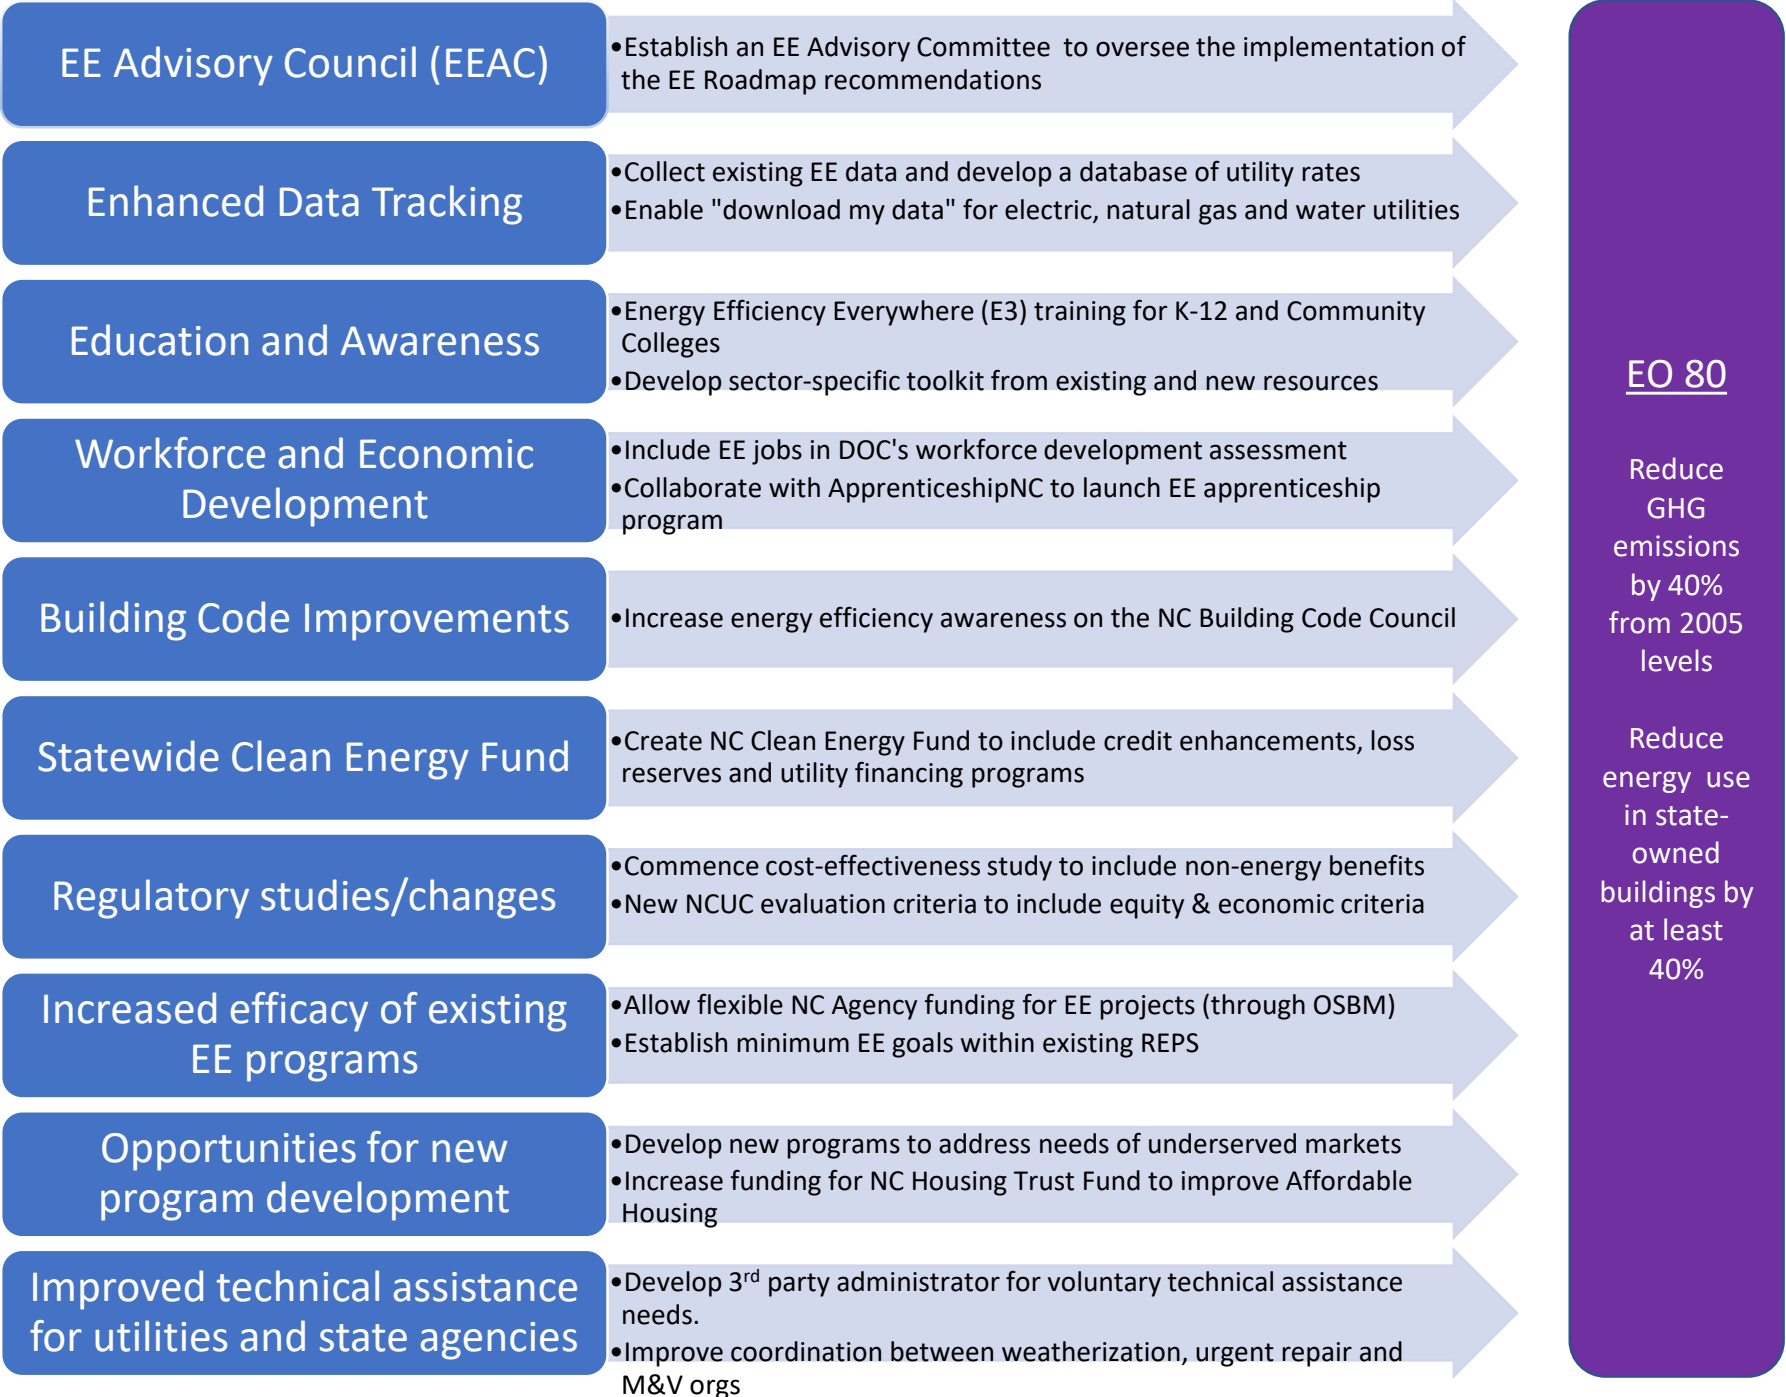 EE Advisory Council (EEAC)
•Establish an EE Advisory Committee  to oversee the implementation of
the EE Roadmap recommendations
Enhanced Data Tracking
•Collect existing EE data and develop a database of utility rates
•Enable "download my data" for electric, natural gas and water utilities
Education and Awareness
•Energy Efficiency Everywhere (E3) training for K-12 and Community
Colleges
•Develop sector-specific toolkit from existing and new resources
Workforce and Economic
Development
•Include EE jobs in DOC's workforce development assessment
•Collaborate with ApprenticeshipNC to launch EE apprenticeship
program
Building Code Improvements
•Increase energy efficiency awareness on the NC Building Code Council
Statewide Clean Energy Fund
•Create NC Clean Energy Fund to include credit enhancements, loss
reserves and utility financing programs
Regulatory studies/changes
•Commence cost-effectiveness study to include non-energy benefits
•New NCUC evaluation criteria to include equity & economic criteria
Increased efficacy of existing
EE programs
•Allow flexible NC Agency funding for EE projects (through OSBM)
•Establish minimum EE goals within existing REPS
Opportunities for new
program development
•Develop new programs to address needs of underserved markets
•Increase funding for NC Housing Trust Fund to improve Affordable
Housing
Improved technical assistance
for utilities and state agencies
•Develop 3rd party administrator for voluntary technical assistance
needs.
•Improve coordination between weatherization, urgent repair and
M&V orgs
EO 80
Reduce
GHG
emissions
by 40%
from 2005
levels
Reduce
energy  use
in state-
owned
buildings by
at least
40%